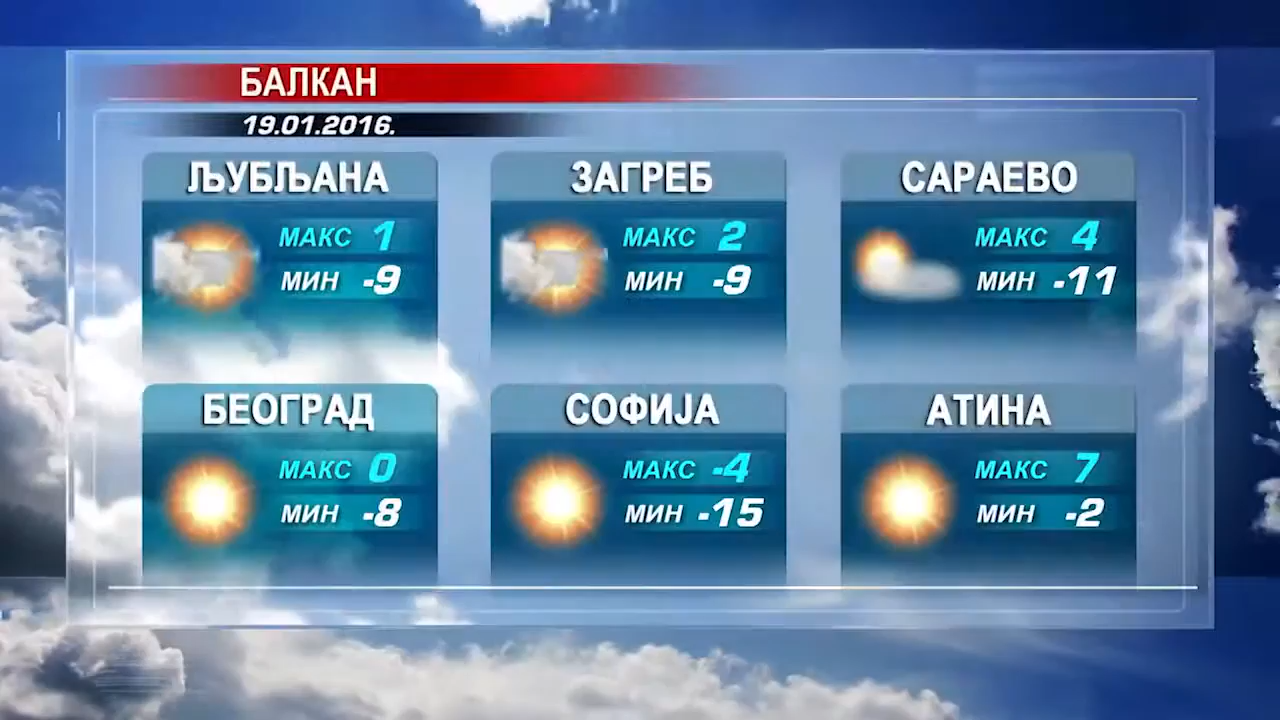 БАЛКАН
19.01.2016.
ЉУБЉАНА
МАКС 1
МИН -9
ЗАГРЕБ
МАКС 2
МИН -9
САРАЕВО
МАКС 4
МИН -11
БЕОГРАД
МАКС 0
МИН -8
СОФИЈА
МАКС -4
МИН -15
АТИНА
МАКС 7
МИН -2